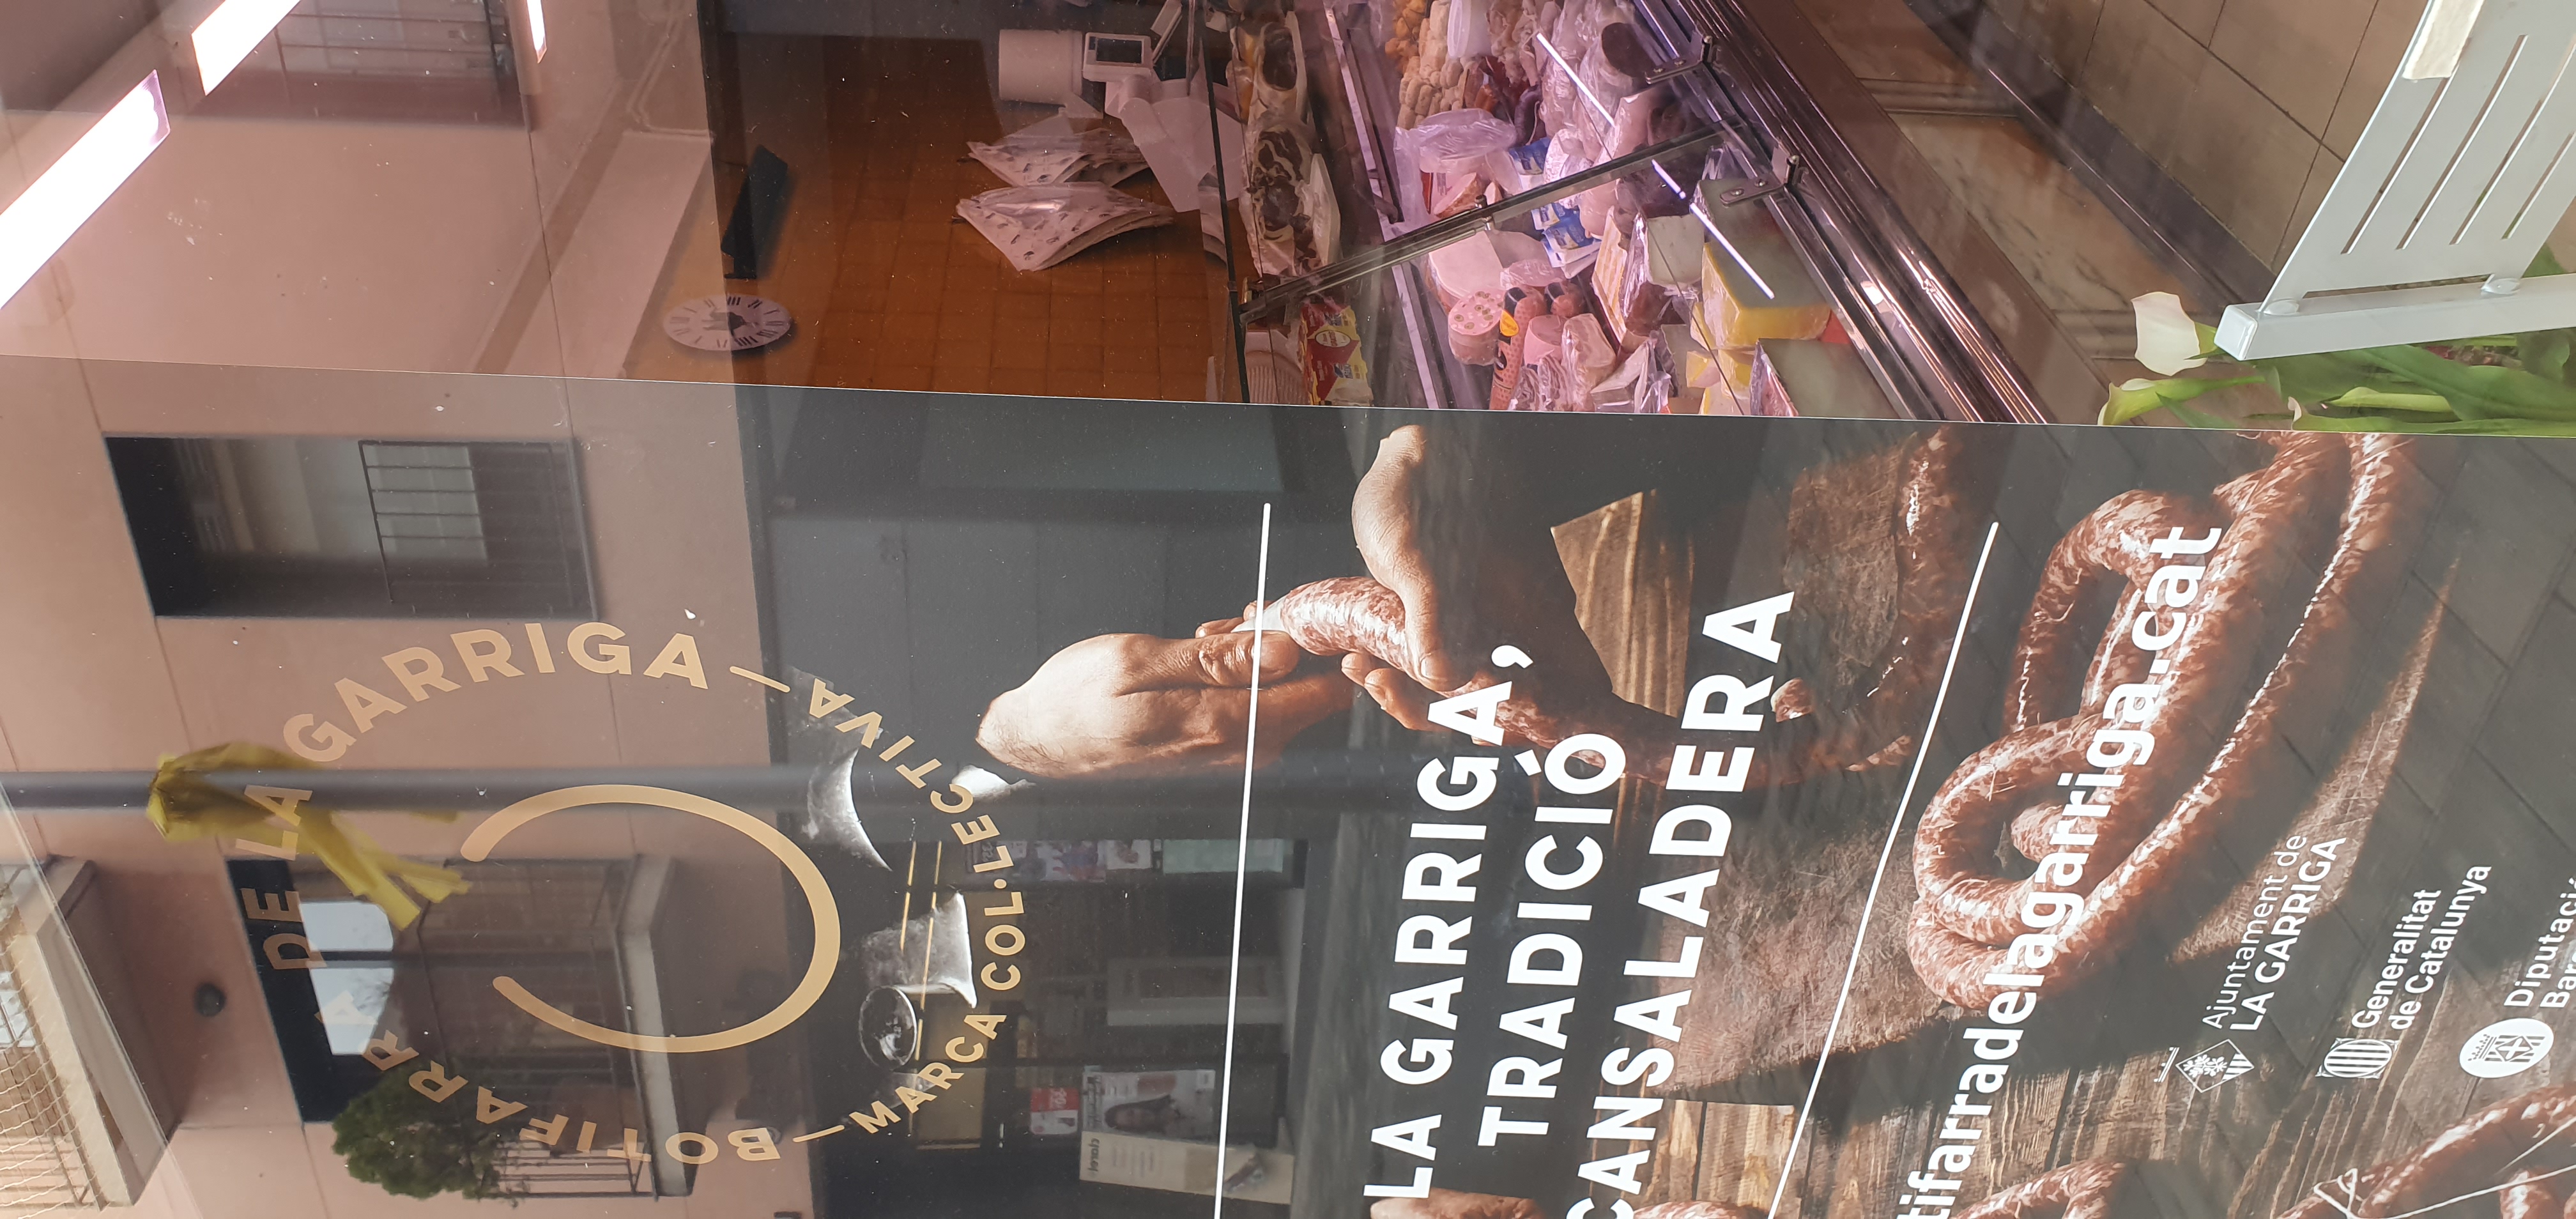 BOTIFARRA DE LA GARRIGA
— MARCA COL·LECTIVA —
LA GARRIGA,
TRADICIÓ
CANSALADERA
tifarradelagarriga.cat
Ajuntament de
LA GARRIGA
Generalitat
de Catalunya
Diputació